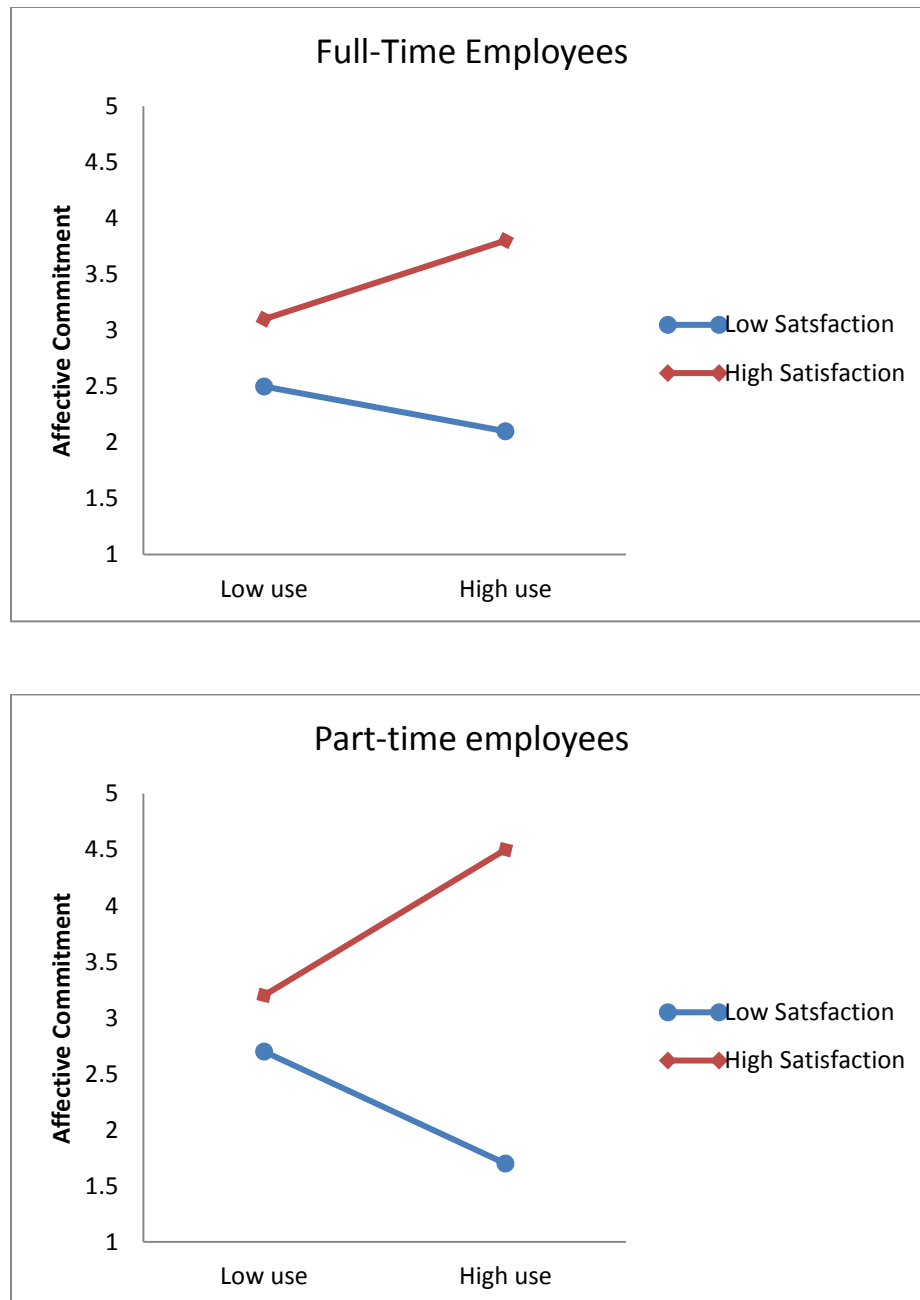 Full-Time Employees
5
4.5
4
3.5
3
2.5
2
1.5
1
Affective Commitment
Low use
High use
Low Satsfaction
High Satisfaction
Part-time employees
5
4.5
4
3.5
3
2.5
2
1.5
1
Affective Commitment
Low use
High use
Low Satsfaction
High Satisfaction